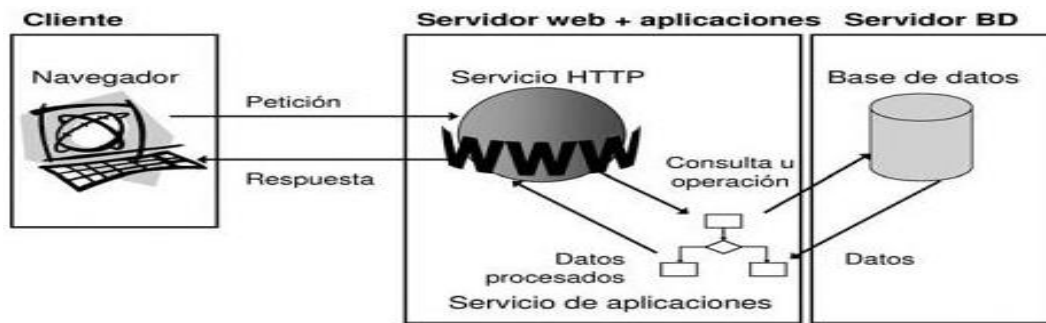 Cliente
Servidor web + aplicaciones
Servidor BD
Navegador
Servicio HTTP
Base de datos
Petición
WWW
Respuesta
Consulta u
operación
Datos
procesados
Datos
Servicio de aplicaciones